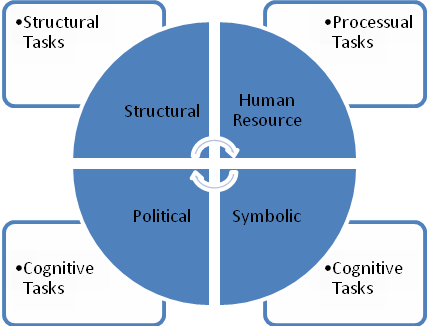 •Structural
Tasks
•Processual
Tasks
Structural
Human
Resource
Political
Symbolic
•Cognitive
Tasks
•Cognitive
Tasks